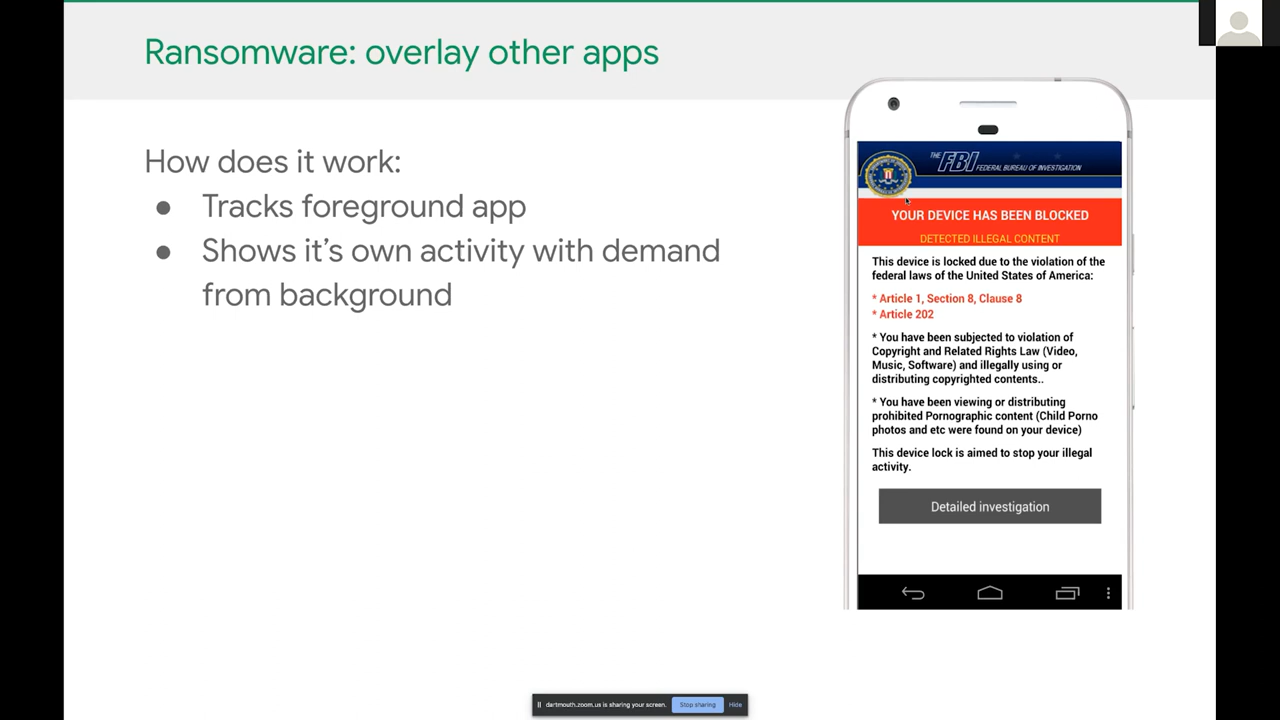 Ransomware: overlay other apps
How does it work:
● Tracks foreground app
● Shows it's own activity with demand
from background
THE FBI FEDERAL BUREAU OF INVESTIGATION
YOUR DEVICE HAS BEEN BLOCKED
DETECTED ILLEGAL CONTENT
This device is locked due to the violation of the
federal laws of the United States of America:
* Article 1, Section 8, Clause 8
* Article 202
* You have been subjected to violation of
Copyright and Related Rights Law (Video,
Music, Software) and illegally using or
distributing copyrighted contents..
* You have been viewing or distributing
prohibited Pornographic content (Child Porno
photos and etc were found on your device)
This device lock is aimed to stop your illegal
activity.
Detailed investigation
dartmouth.zoom.us is sharing your screen. Stop sharing Hide